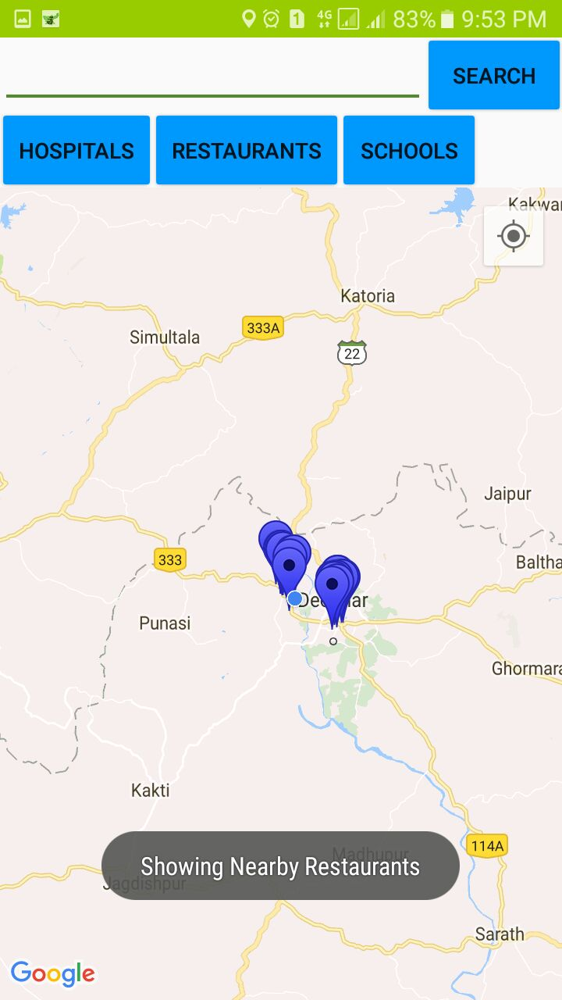 1 4G 83% 9:53 PM
SEARCH
HOSPITALS RESTAURANTS SCHOOLS
Kakwar
Katoria
333A
Simultala
22
Jaipur
333
Baltha
De ar
Punasi
Ghormara
Kakti
114A
Madhupur
Showing Nearby Restaurants
Jagdishpur
Sarath
Google